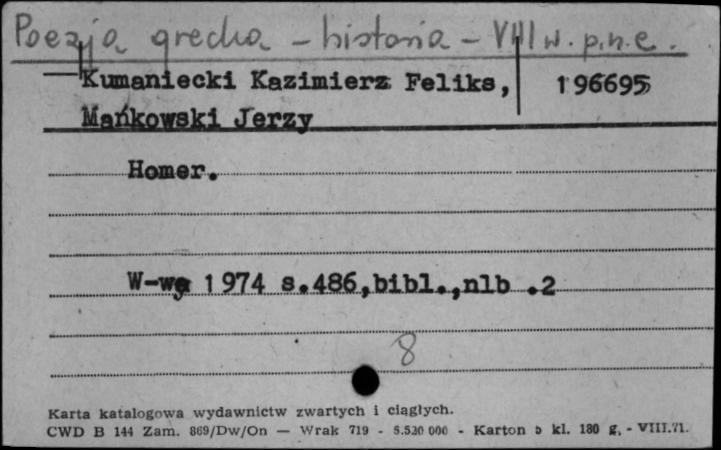 Poezja grecka - historia - VIII w. p.n.e.
Kumaniecki Kazimierz Feliks, 196695
Mańkowski Jerzy
Homer.
W-wa 1974 s.486,bibl.,nlb .2
8
Karta katalogowa wydawnictw zwartych i ciągłych.
CWD B 144 Zam. 869/Dw/On — Wrak 719 - 5.520 000 - Karton b kl. 180 g, - VIII.71.